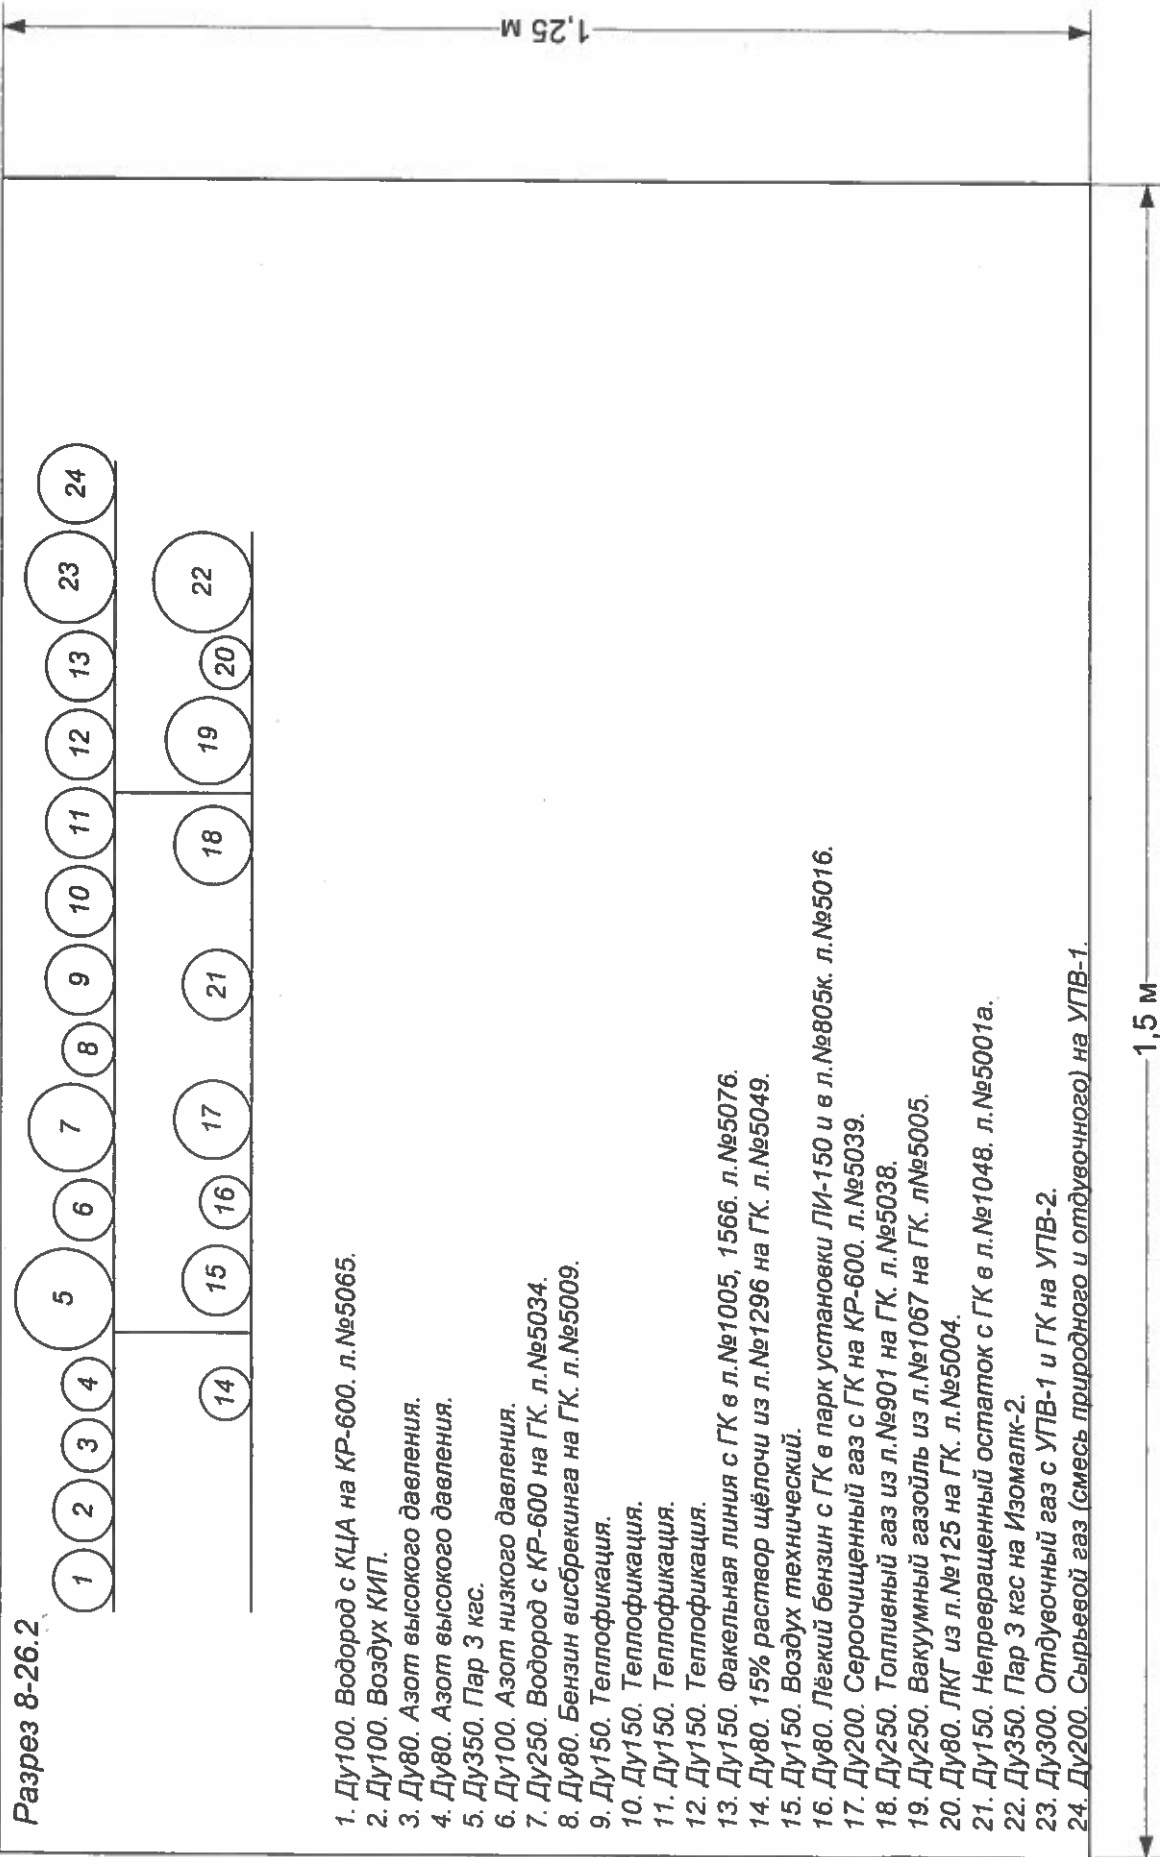 Разрез 8-26.2
1 2 3 4 5 6 7 8 9 10 11 12 13 23 24
14 15 16 17 21 18 19 20 22
1. Ду100. Водород с КЦА на КР-600. л.№5065.
2. Ду100. Воздух КИП.
3. Ду80. Азот высокого давления.
4. Ду80. Азот высокого давления.
5. Ду350. Пар 3 кгс.
6. Ду100. Азот низкого давления.
7. Ду250. Водород с КР-600 на ГК. л.№5034.
8. Ду80. Бензин висбрекинга на ГК. л.№5009.
9. Ду150. Теплофикация.
10. Ду150. Теплофикация.
11. Ду150. Теплофикация.
12. Ду150. Теплофикация.
13. Ду150. Факельная линия с ГК в л.№1005, 1566. л.№5076.
14. Ду80. 15% раствор щёлочи из л.№1296 на ГК. л.№5049.
15. Ду150. Воздух технический.
16. Ду80. Лёгкий бензин с ГК в парк установки ЛИ-150 и в л.№805к. л.№5016.
17. Ду200. Сероочищенный газ с ГК на КР-600. л.№5039.
18. Ду250. Топливный газ из л.№901 на ГК. л.№5038.
19. Ду250. Вакуумный газойль из л.№1067 на ГК. л№5005.
20. Ду80. ЛКГ из л.№125 на ГК. л.№5004.
21. Ду150. Непревращенный остаток с ГК в л.№1048. л.№5001а.
22. Ду350. Пар 3 кгс на Изомалк-2.
23. Ду300. Отдувочный газ с УПВ-1 и ГК на УПВ-2.
24. Ду200. Сырьевой газ (смесь природного и отдувочного) на УПВ-1.
1,25 м
1,5 м